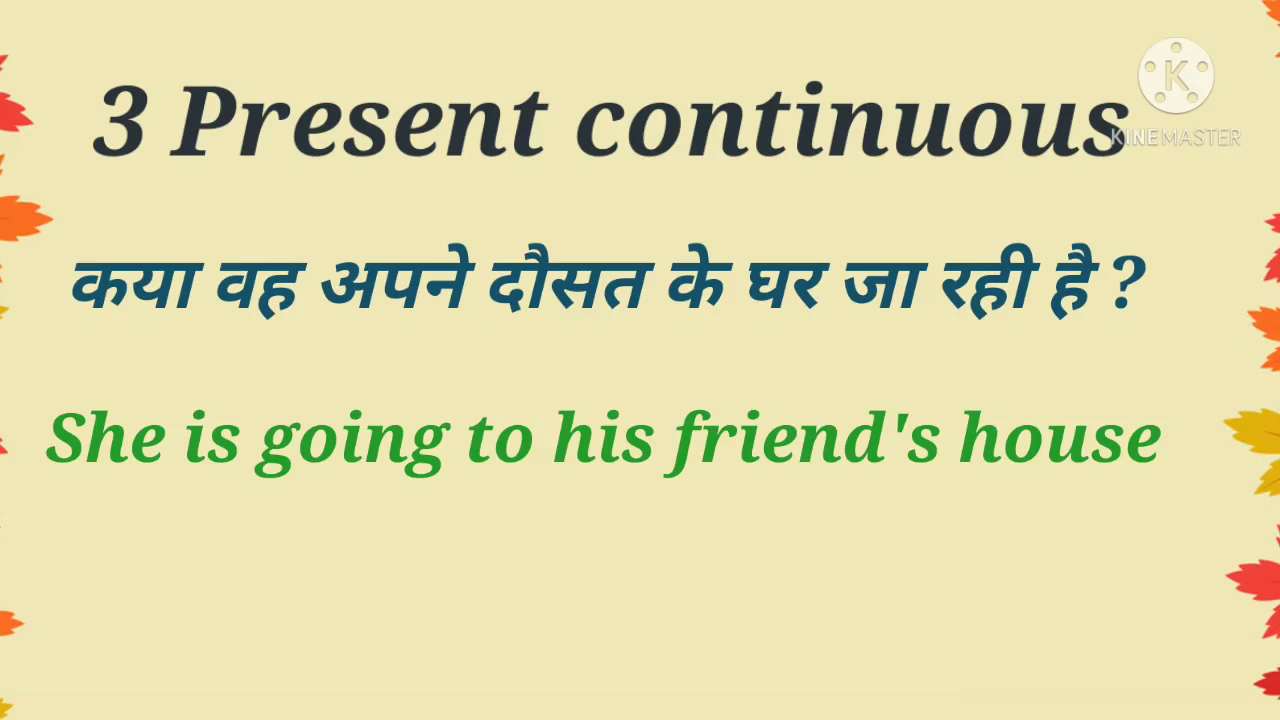 3 Present continuous
KINEMASTER
कया वह अपने दौसत के घर जा रही है ?
She is going to his friend's house